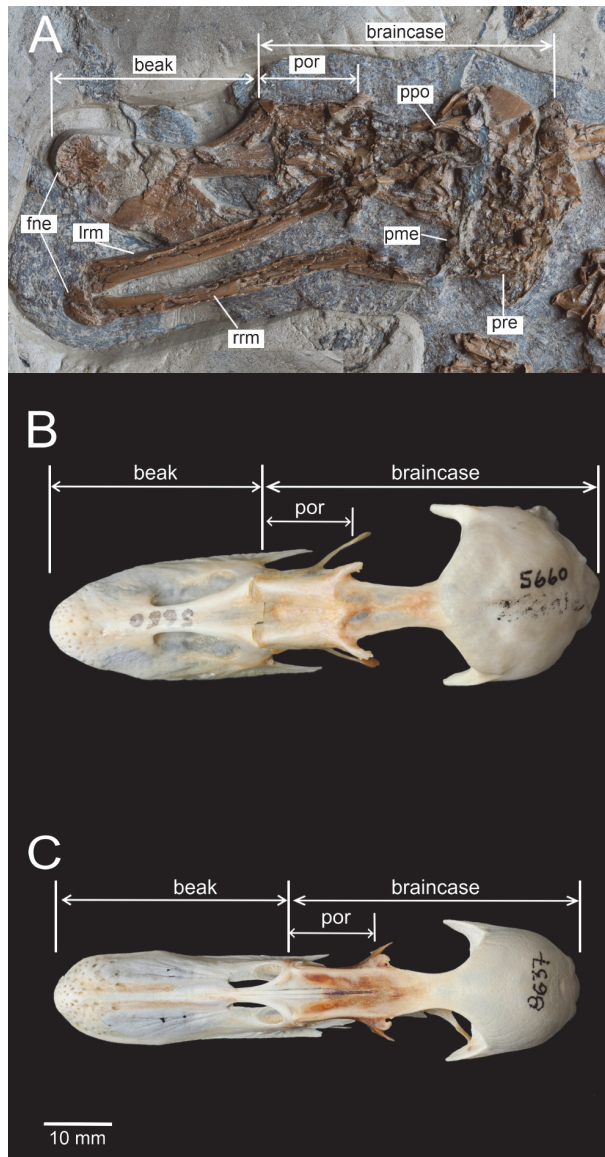 A
beak
braincase
por
ppo
fne
lrm
pme
rrm
pre
B
beak
braincase
por
5660
5660
C
beak
braincase
por
8637
10 mm